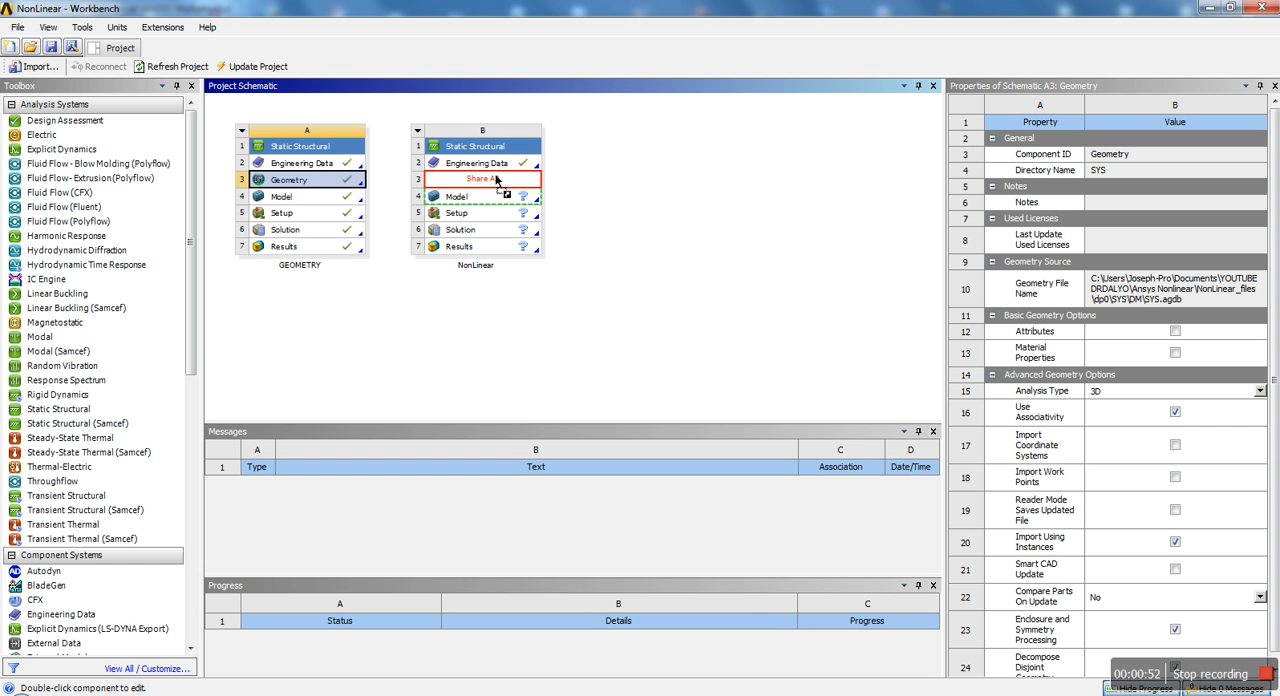 NonLinear - Workbench
File View Tools Units Extensions Help
Project
Import... Reconnect Refresh Project Update Project
Toolbox
Analysis Systems
Design Assessment
Electric
Explicit Dynamics
Fluid Flow - Blow Molding (Polyflow)
Fluid Flow - Extrusion (Polyflow)
Fluid Flow (CFX)
Fluid Flow (Fluent)
Fluid Flow (Polyflow)
Harmonic Response
Hydrodynamic Diffraction
Hydrodynamic Time Response
IC Engine
Linear Buckling
Linear Buckling (Samcef)
Magnetostatic
Modal
Modal (Samcef)
Random Vibration
Response Spectrum
Rigid Dynamics
Static Structural
Static Structural (Samcef)
Steady-State Thermal
Steady-State Thermal (Samcef)
Thermal-Electric
Throughflow
Transient Structural
Transient Structural (Samcef)
Transient Thermal
Transient Thermal (Samcef)
Component Systems
Autodyn
BladeGen
CFX
Engineering Data
Explicit Dynamics (LS-DYNA Export)
External Data
View All / Customize...
Double-click component to edit.
Project Schematic
A
1 Static Structural
2 Engineering Data
3 Geometry
4 Model
5 Setup
6 Solution
7 Results
GEOMETRY
B
1 Static Structural
2 Engineering Data
3 Share
4 Model
5 Setup
6 Solution
7 Results
NonLinear
Messages
A B C D
1 Type Text Association Date/Time
Progress
A B C
1 Status Details Progress
Properties of Schematic A3: Geometry
A B
1 Property Value
2 General
3 Component ID Geometry
4 Directory Name SYS
5 Notes
6 Notes
7 Used Licenses
8 Last Update
Used Licenses
9 Geometry Source
10 Geometry File
Name
C:\Users\Joseph-Pro\Documents\YOUTUBE
ERDALYO\Ansys Nonlinear\NonLinear_files
\dp0\SYS\DM\SYS.agdb
11 Basic Geometry Options
12 Attributes
13 Material
Properties
14 Advanced Geometry Options
15 Analysis Type 3D
16 Use
Associativity
17 Import
Coordinate
Systems
18 Import Work
Points
19 Reader Mode
Saves Updated
File
20 Import Using
Instances
21 Smart CAD
Update
22 Compare Parts
On Update No
23 Enclosure and
Symmetry
Processing
24 Decompose
Disjoint
00:00:52 Stop recording
Hide Progress Hide 0 Messages